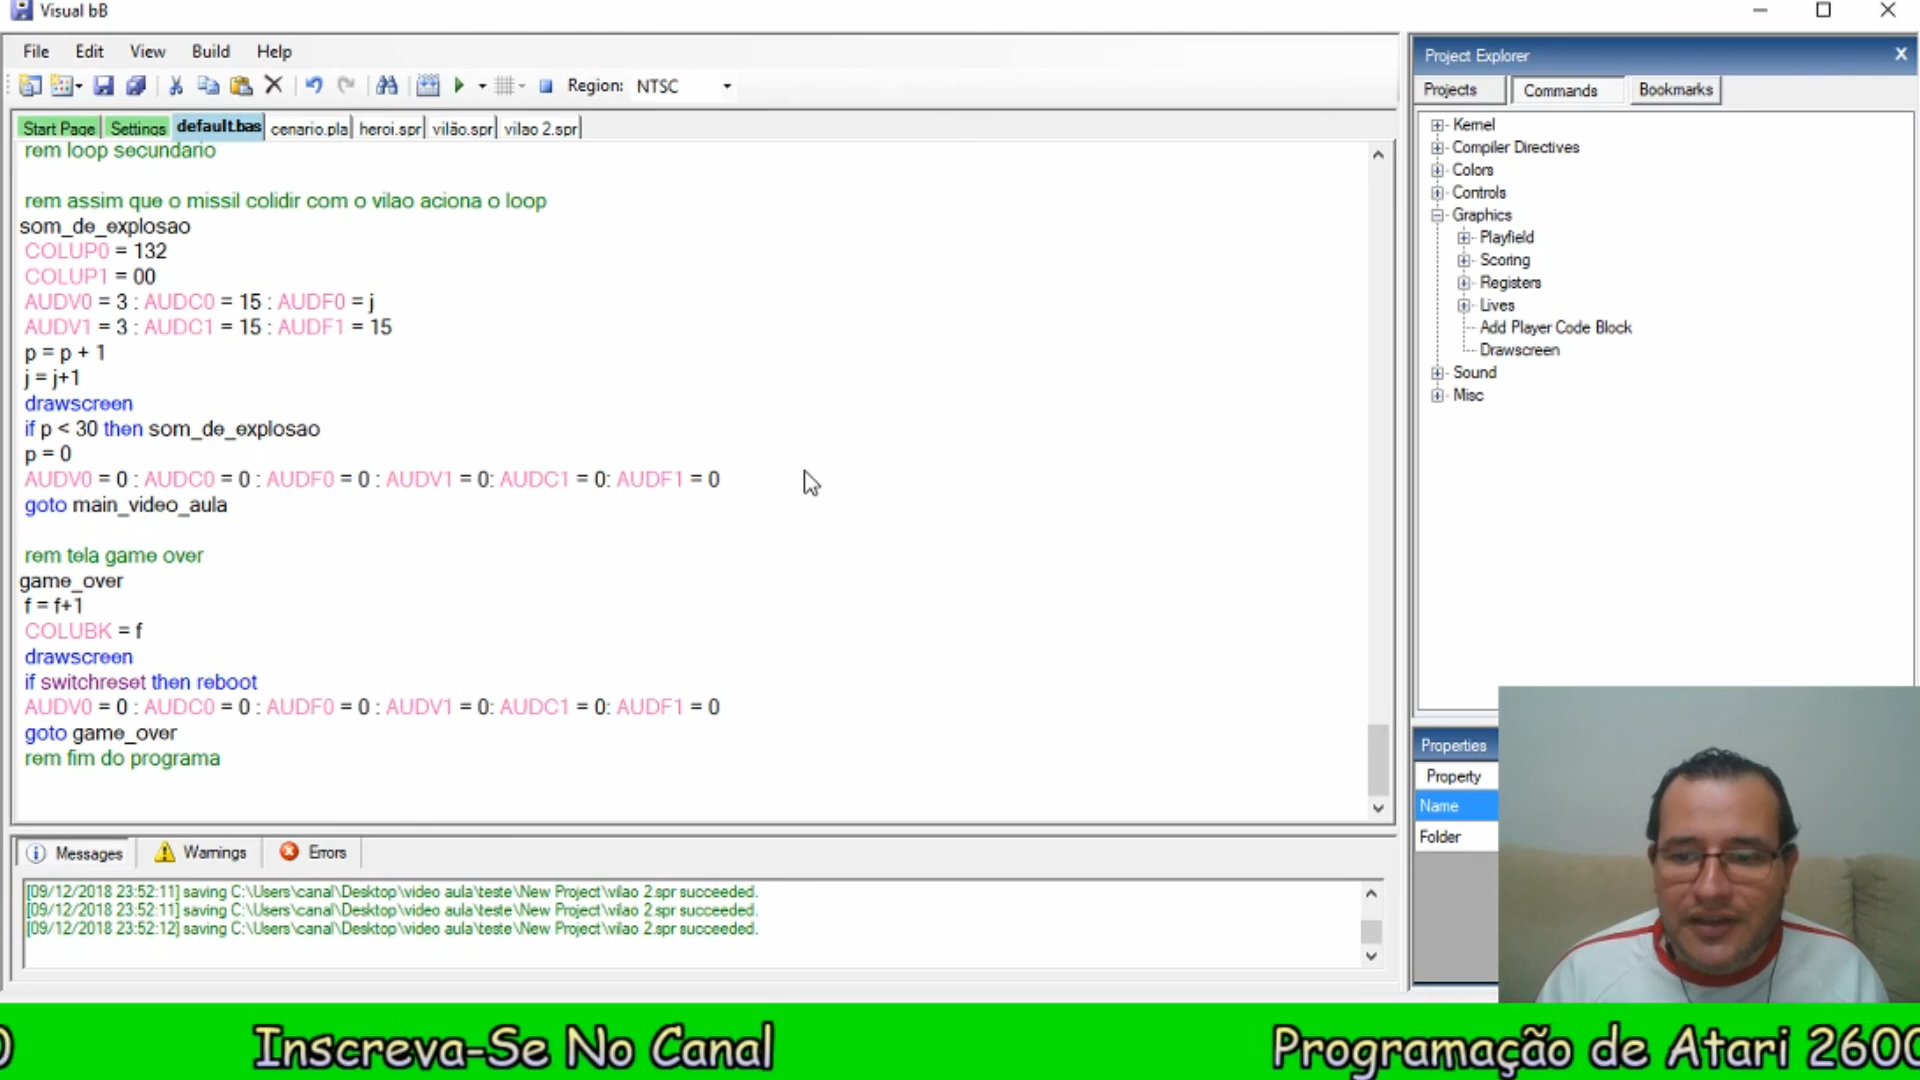 Visual bB
File Edit View Build Help
Region: NTSC
Start Page Settings default.bas cenario.pla heroi.spr vilão.spr vilao 2.spr
rem loop secundario
rem assim que o missil colidir com o vilao aciona o loop
som_de_explosao
COLUP0 = 132
COLUP1 = 00
AUDV0 = 3 : AUDC0 = 15 : AUDF0 = j
AUDV1 = 3 : AUDC1 = 15 : AUDF1 = 15
p = p + 1
j = j+1
drawscreen
if p < 30 then som_de_explosao
p = 0
AUDV0 = 0 : AUDC0 = 0 : AUDF0 = 0 : AUDV1 = 0: AUDC1 = 0: AUDF1 = 0
goto main_video_aula
rem tela game over
game_over
f = f+1
COLUBK = f
drawscreen
if switchreset then reboot
AUDV0 = 0 : AUDC0 = 0 : AUDF0 = 0 : AUDV1 = 0: AUDC1 = 0: AUDF1 = 0
goto game_over
rem fim do programa
Messages Warnings Errors
[09/12/2018 23:52:11] saving C:\Users\canal\Desktop\video aula\teste\New Project\vilao 2.spr succeeded.
[09/12/2018 23:52:11] saving C:\Users\canal\Desktop\video aula\teste\New Project\vilao 2.spr succeeded.
[09/12/2018 23:52:12] saving C:\Users\canal\Desktop\video aula\teste\New Project\vilao 2.spr succeeded.
Project Explorer
Projects Commands Bookmarks
Kernel
Compiler Directives
Colors
Controls
Graphics
Playfield
Scoring
Registers
Lives
Add Player Code Block
Drawscreen
Sound
Misc
Properties
Property
Name
Folder
Inscreva-Se No Canal Programação de Atari 2600